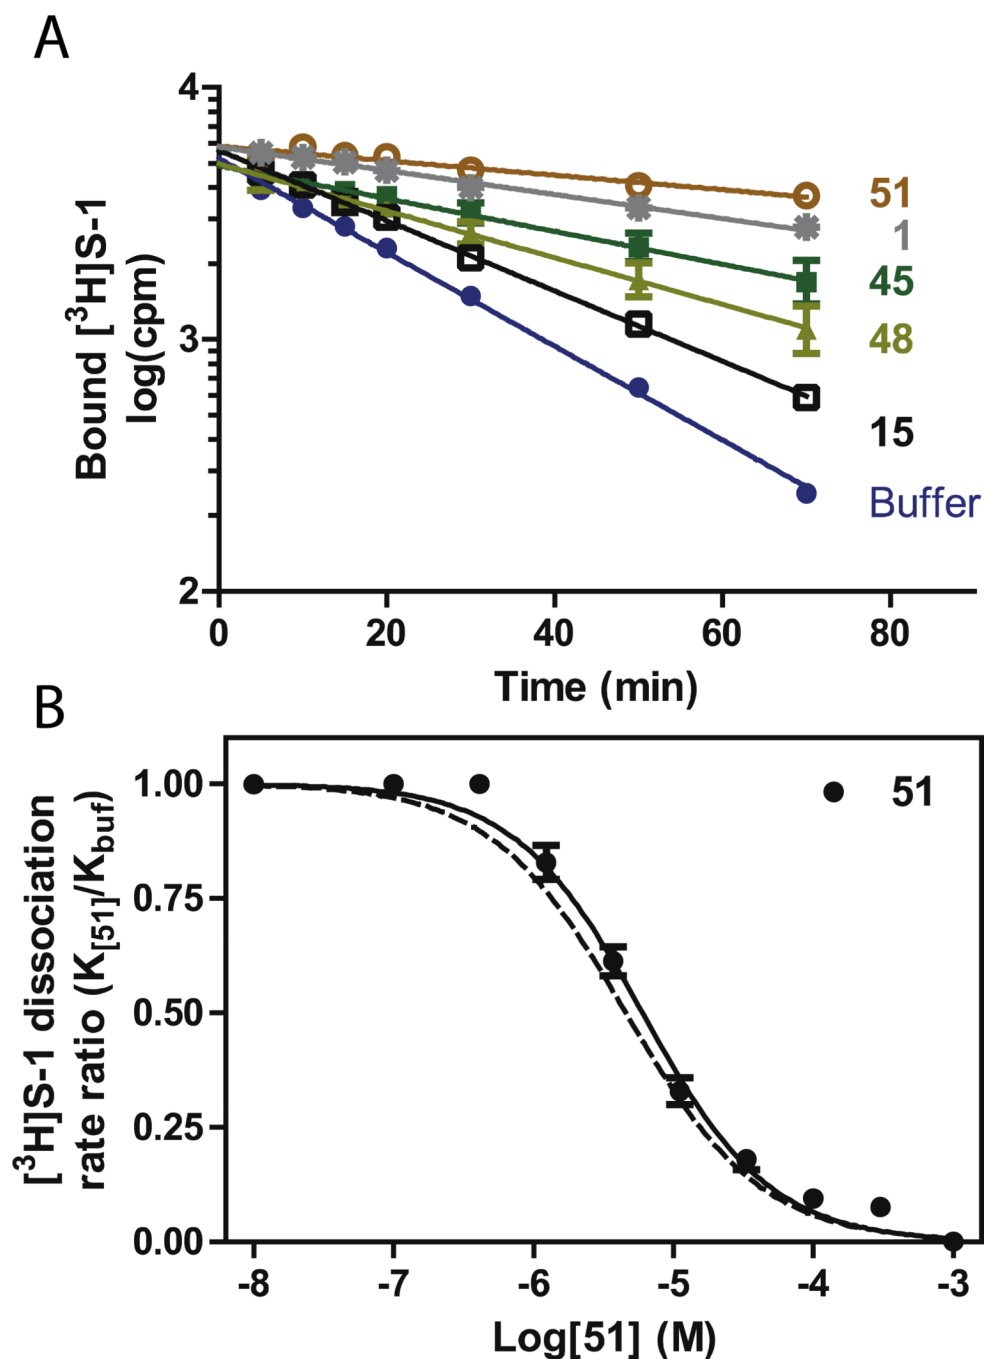 A
Bound [³H]S-1
log(cpm)
4
3
2
0
20
40
60
80
Time (min)
51
1
45
48
15
Buffer
B
[³H]S-1 dissociation
rate ratio (K[51]/Kbuf)
1.00
0.75
0.50
0.25
0.00
51
-8
-7
-6
-5
-4
-3
Log[51] (M)